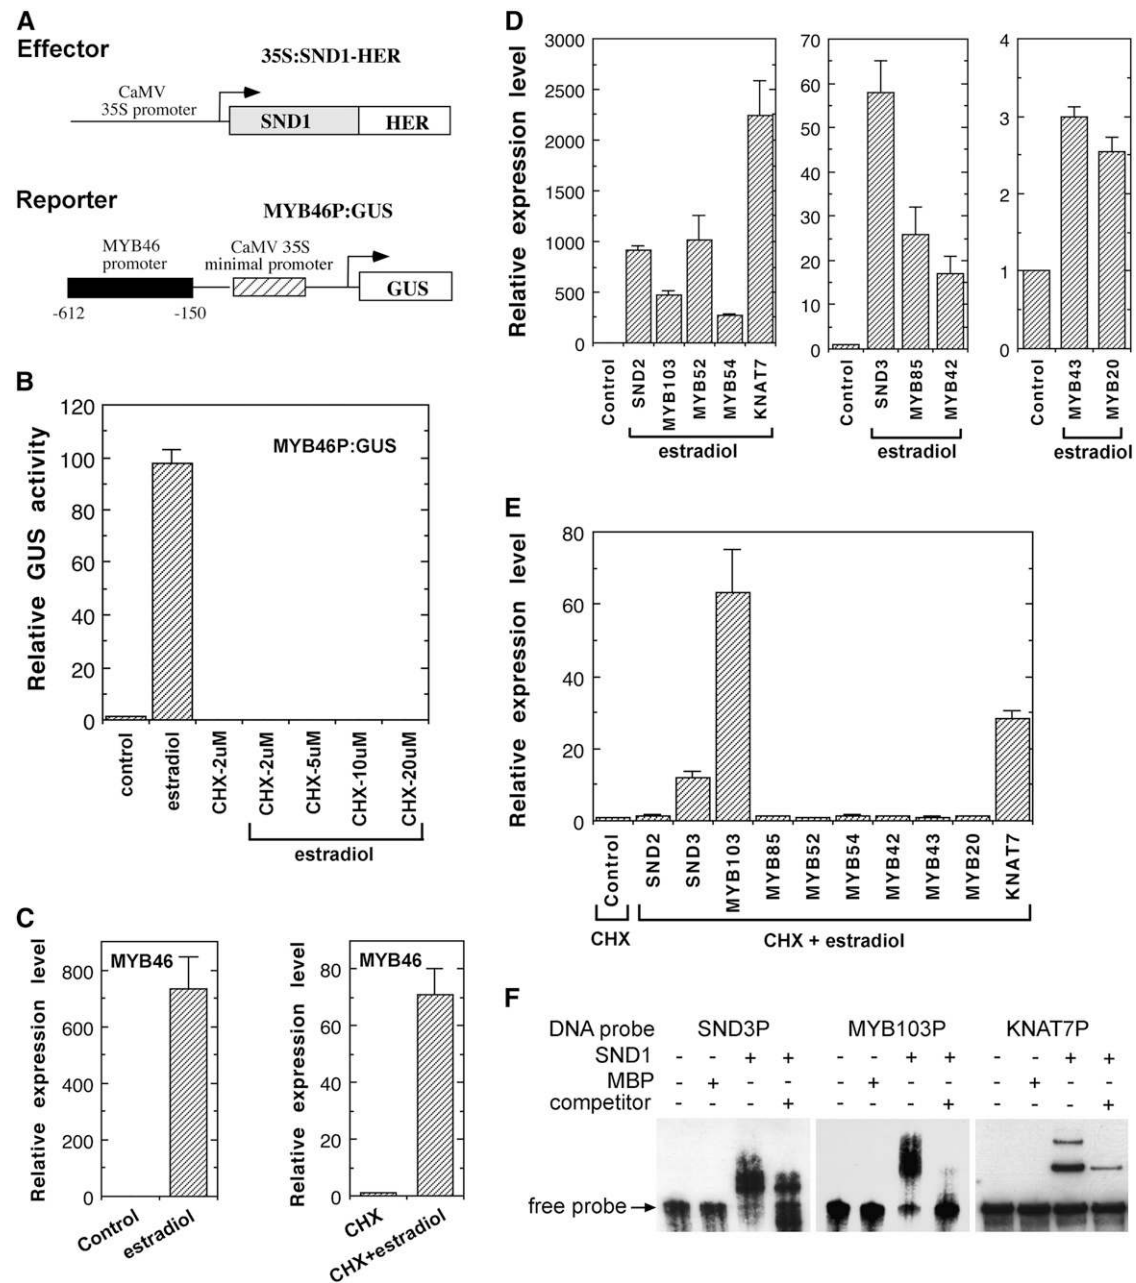 A
Effector
35S:SND1-HER
CaMV
35S promoter
SND1
HER
Reporter
MYB46P:GUS
MYB46
promoter
CaMV 35S
minimal promoter
GUS
-612
-150
B
Relative GUS activity
120
100
80
60
40
20
0
MYB46P:GUS
control
estradiol
CHX-2uM
CHX-2uM
CHX-5uM
CHX-10uM
CHX-20uM
estradiol
C
Relative expression level
800
600
400
200
0
MYB46
Control
estradiol
Relative expression level
80
60
40
20
0
MYB46
CHX
CHX+estradiol
D
Relative expression level
3000
2500
2000
1500
1000
500
0
Control
SND2
MYB103
MYB52
MYB54
KNAT7
estradiol
70
60
50
40
30
20
10
0
Control
SND3
MYB85
MYB42
estradiol
4
3
2
1
0
Control
MYB43
MYB20
estradiol
E
Relative expression level
80
60
40
20
0
Control
SND2
SND3
MYB103
MYB85
MYB52
MYB54
MYB42
MYB43
MYB20
KNAT7
CHX
CHX + estradiol
F
DNA probe SND3P MYB103P KNAT7P
SND1 - - + + - - + + - - + +
MBP - + - - - + - - - + - -
competitor - - - + - - - + - - - +
free probe